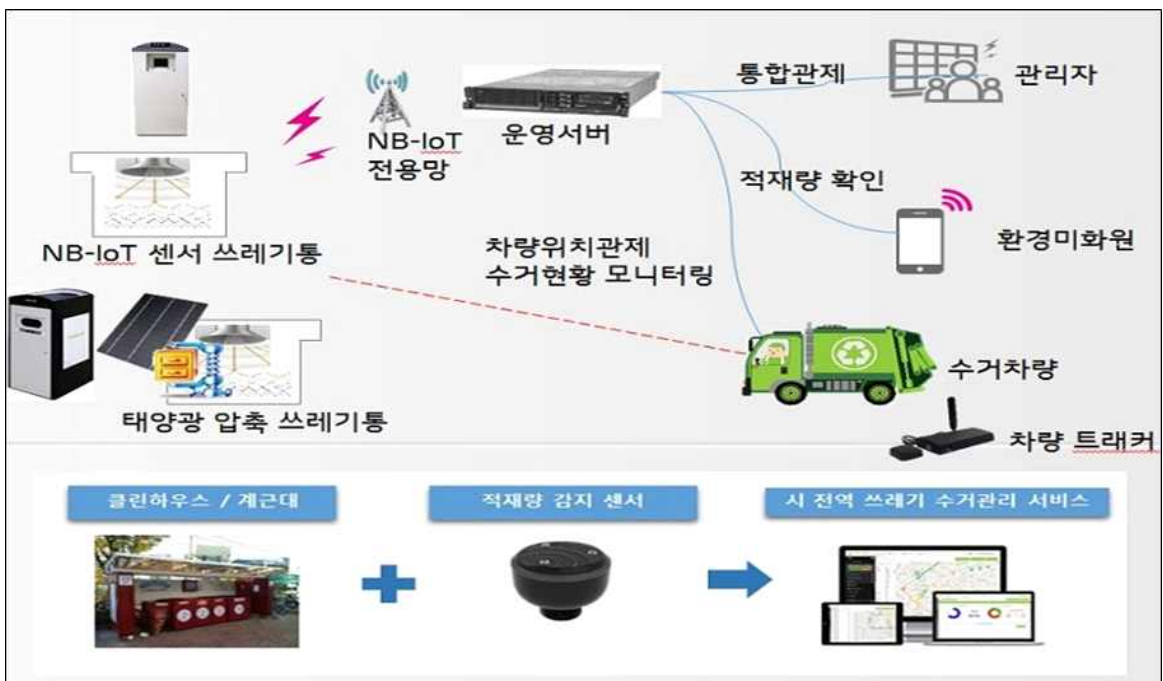 통합관제
관리자
NB-IoT
전용망
운영서버
적재량 확인
환경미화원
NB-IoT 센서 쓰레기통
차량위치관제
수거현황 모니터링
수거차량
태양광 압축 쓰레기통
차량 트래커
클린하우스 / 계근대
적재량 감지 센서
시 전역 쓰레기 수거관리 서비스